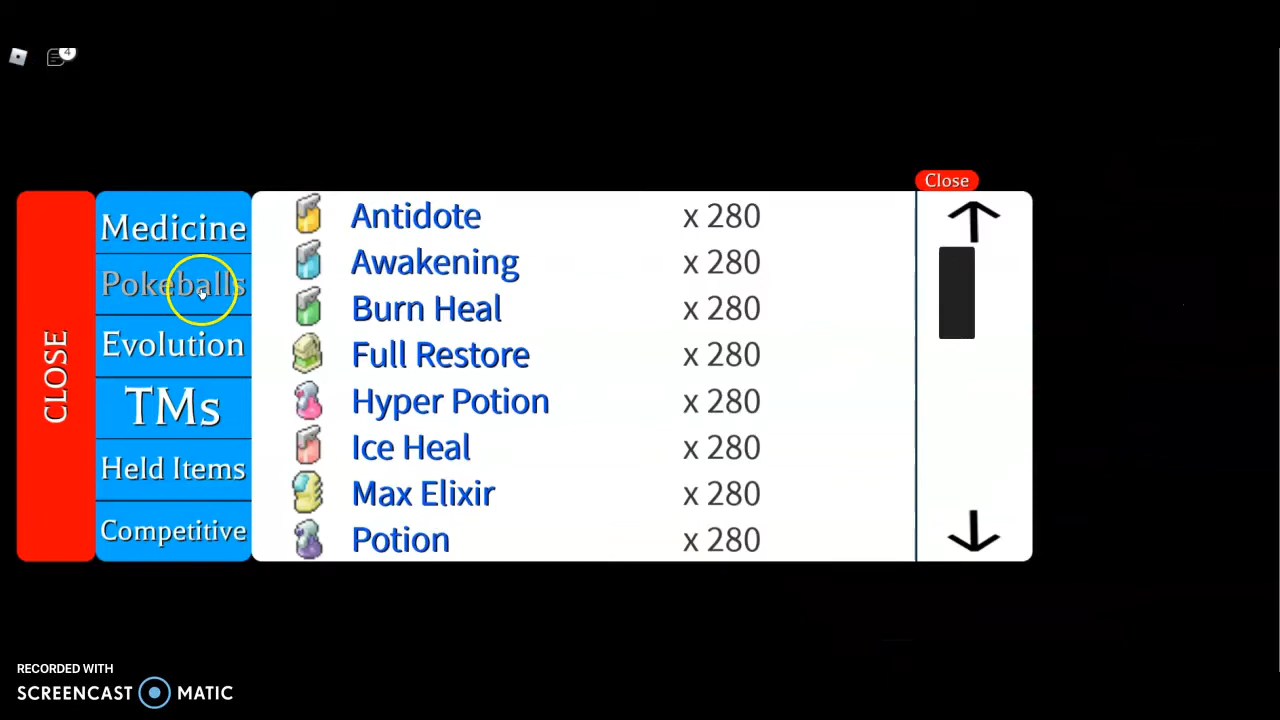 4
Close
CLOSE
Medicine
Pokeballs
Evolution
TMs
Held Items
Competitive
Antidote x 280
Awakening x 280
Burn Heal x 280
Full Restore x 280
Hyper Potion x 280
Ice Heal x 280
Max Elixir x 280
Potion x 280
RECORDED WITH
SCREENCAST MATIC